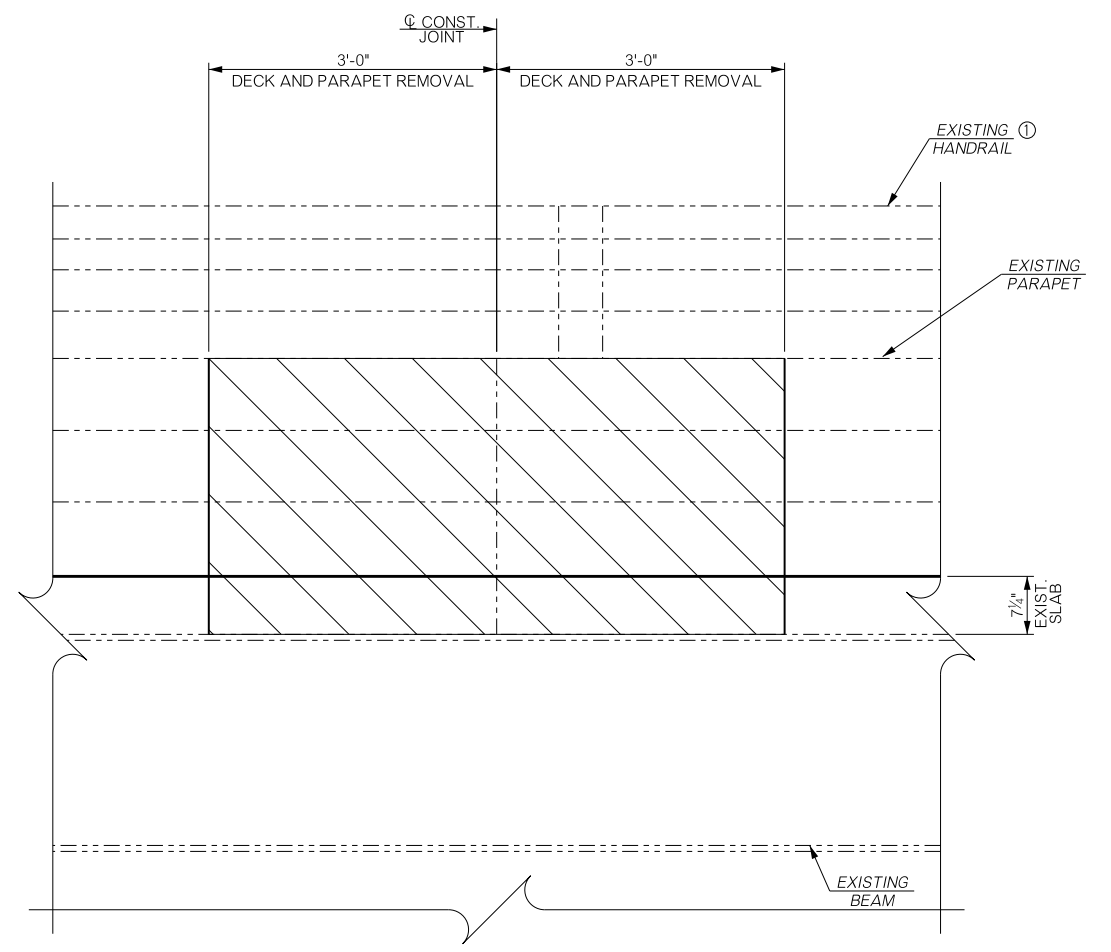 ℄ CONST.
JOINT
3'-0"
DECK AND PARAPET REMOVAL
3'-0"
DECK AND PARAPET REMOVAL
EXISTING ①
HANDRAIL
EXISTING
PARAPET
7¼"
EXIST.
SLAB
EXISTING
BEAM